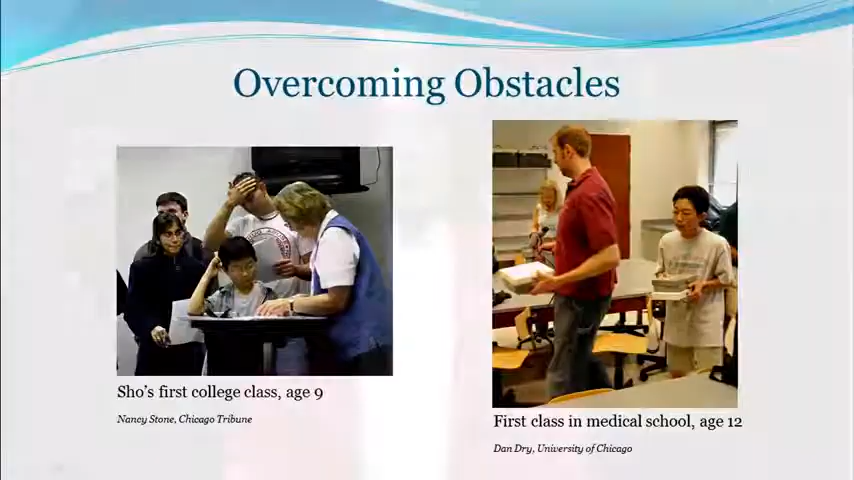 Overcoming Obstacles
Sho's first college class, age 9
Nancy Stone, Chicago Tribune
First class in medical school, age 12
Dan Dry, University of Chicago